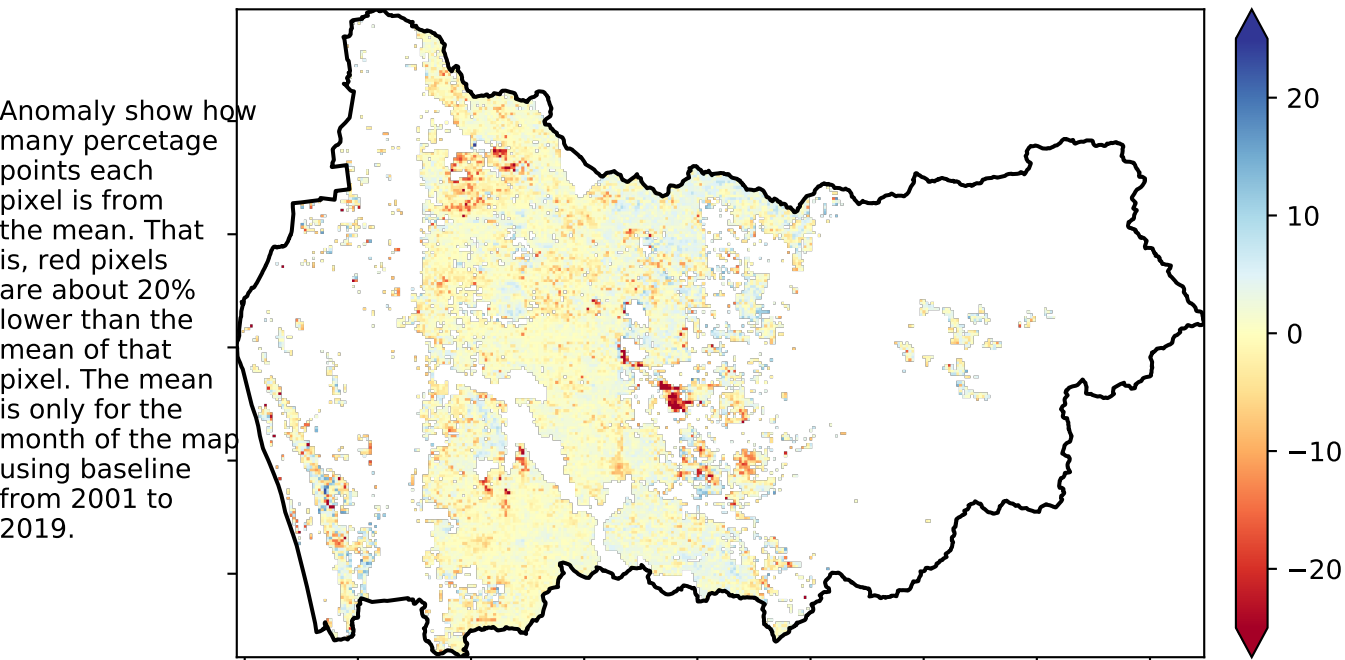 Anomaly show how
many percetage
points each
pixel is from
the mean. That
is, red pixels
are about 20%
lower than the
mean of that
pixel. The mean
is only for the
month of the map
using baseline
from 2001 to
2019.
20
10
0
−10
−20